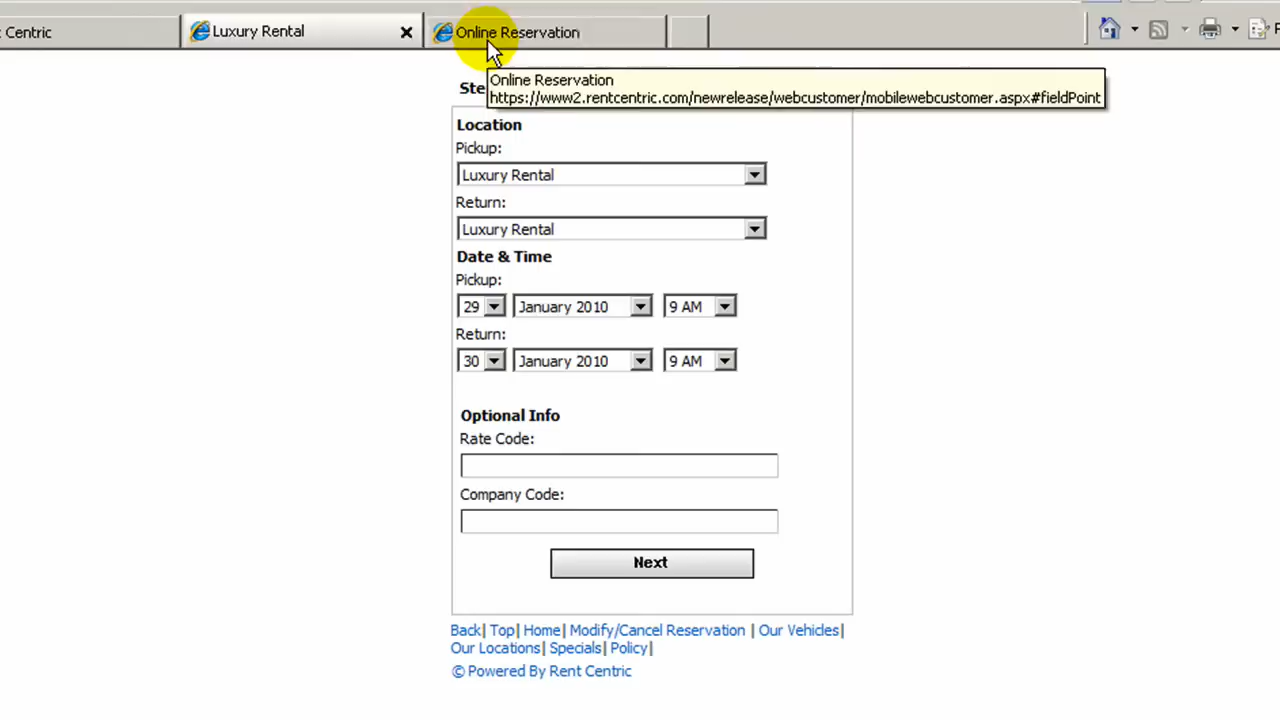 Centric
Luxury Rental
Online Reservation
Online Reservation
https://www2.rentcentric.com/newrelease/webcustomer/mobilewebcustomer.aspx#fieldPoint
Ste
Location
Pickup:
Luxury Rental
Return:
Luxury Rental
Date & Time
Pickup:
29 January 2010 9 AM
Return:
30 January 2010 9 AM
Optional Info
Rate Code:
Company Code:
Next
Back| Top| Home| Modify/Cancel Reservation | Our Vehicles|
Our Locations| Specials| Policy|
© Powered By Rent Centric